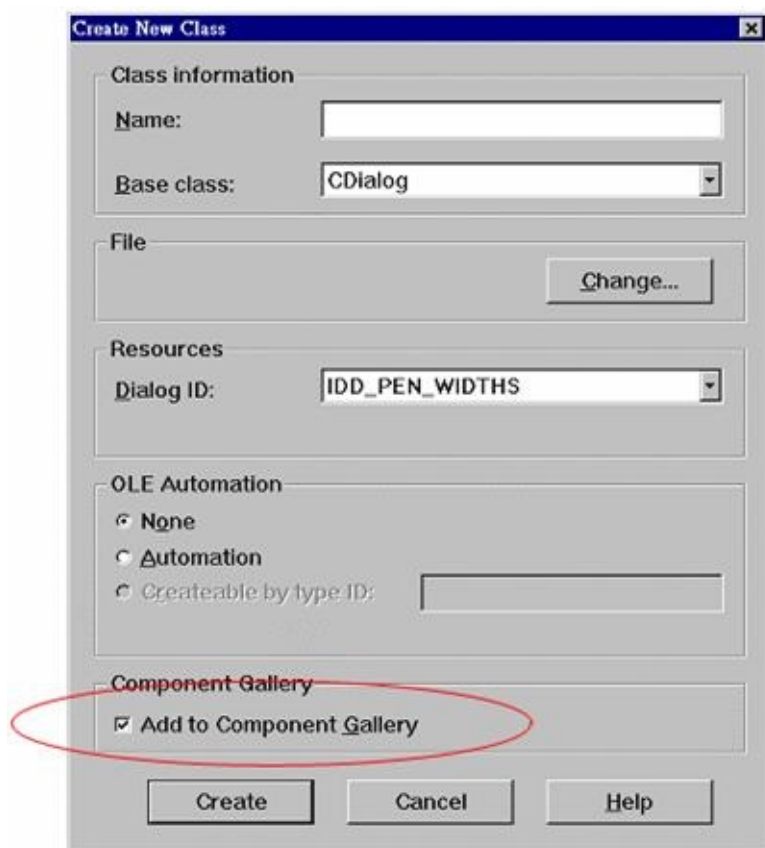 Create New Class
Class information
Name:
Base class: CDialog
File
Change...
Resources
Dialog ID: IDD_PEN_WIDTHS
OLE Automation
None
Automation
Createable by type ID:
Component Gallery
Add to Component Gallery
Create Cancel Help